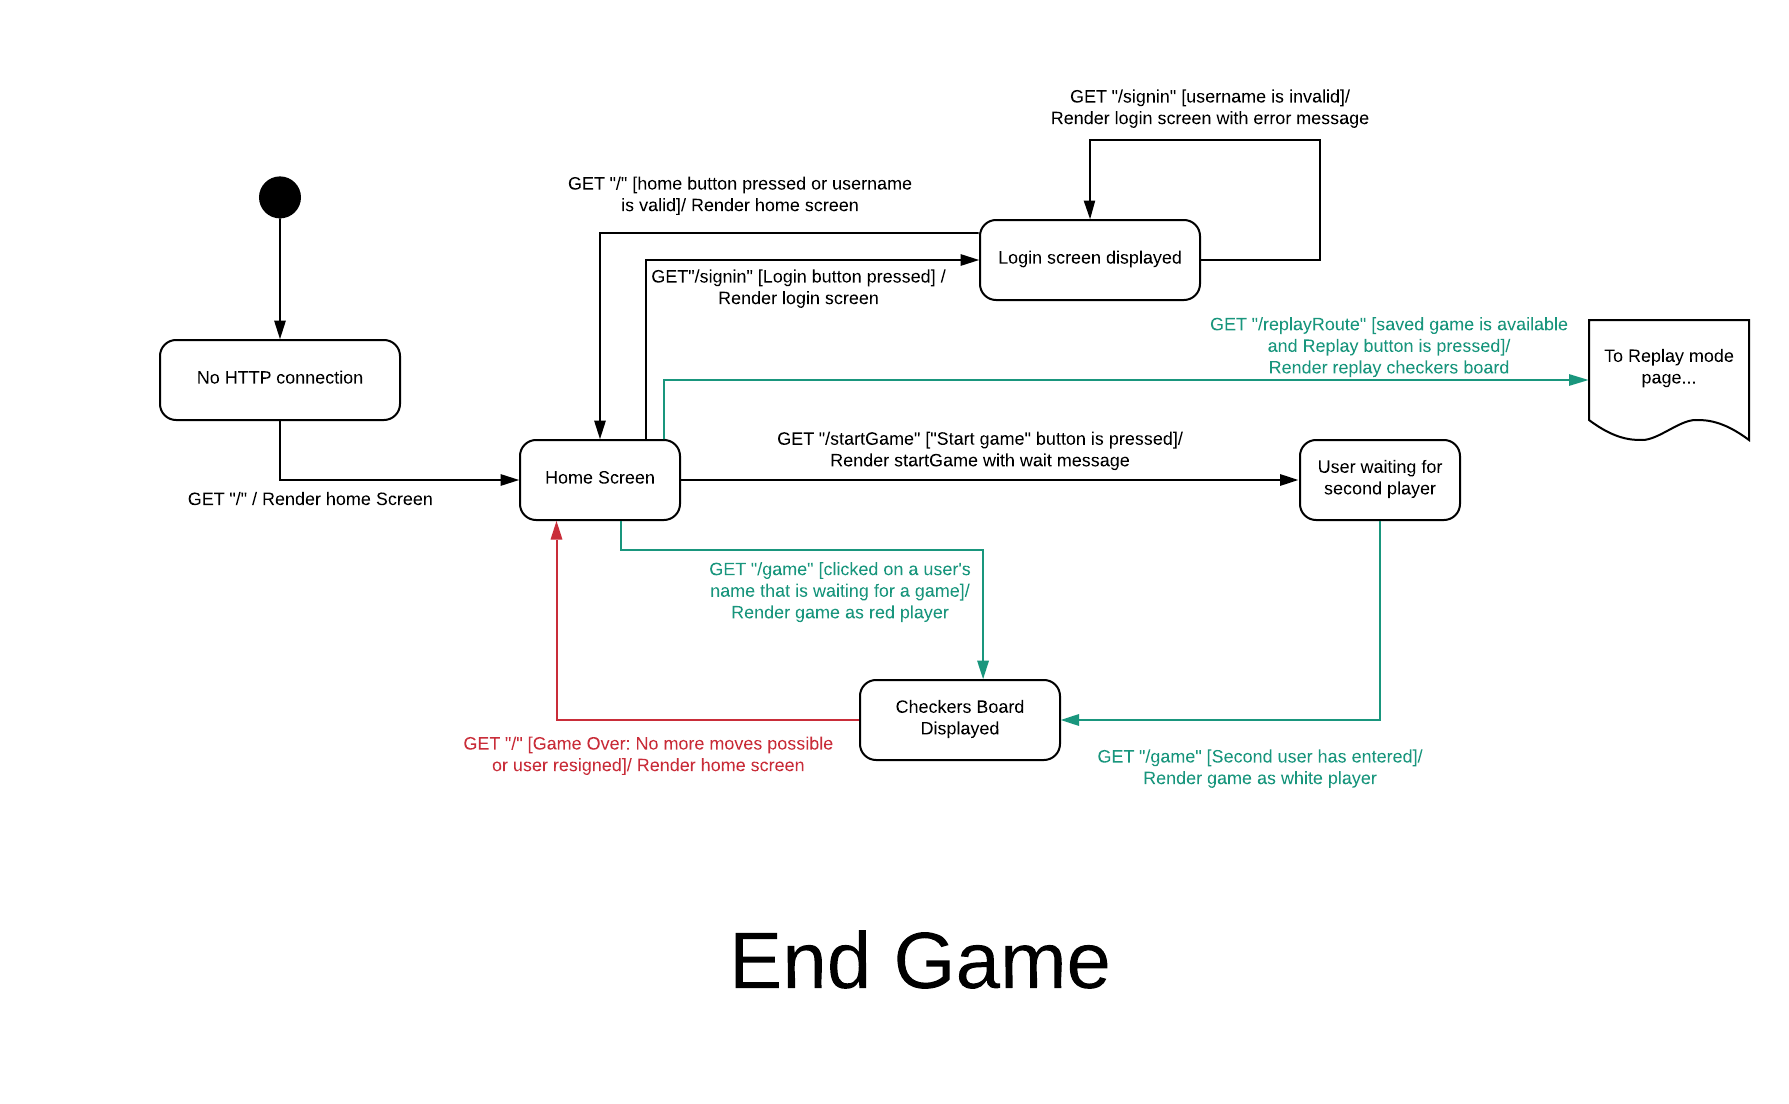 GET "/signin" [username is invalid]/
Render login screen with error message
GET "/" [home button pressed or username
is valid]/ Render home screen
Login screen displayed
GET"/signin" [Login button pressed] /
Render login screen
GET "/replayRoute" [saved game is available
and Replay button is pressed]/
Render replay checkers board
To Replay mode
page...
No HTTP connection
GET "/" / Render home Screen
Home Screen
GET "/startGame" ["Start game" button is pressed]/
Render startGame with wait message
User waiting for
second player
GET "/game" [clicked on a user's
name that is waiting for a game]/
Render game as red player
Checkers Board
Displayed
GET "/" [Game Over: No more moves possible
or user resigned]/ Render home screen
GET "/game" [Second user has entered]/
Render game as white player
End Game